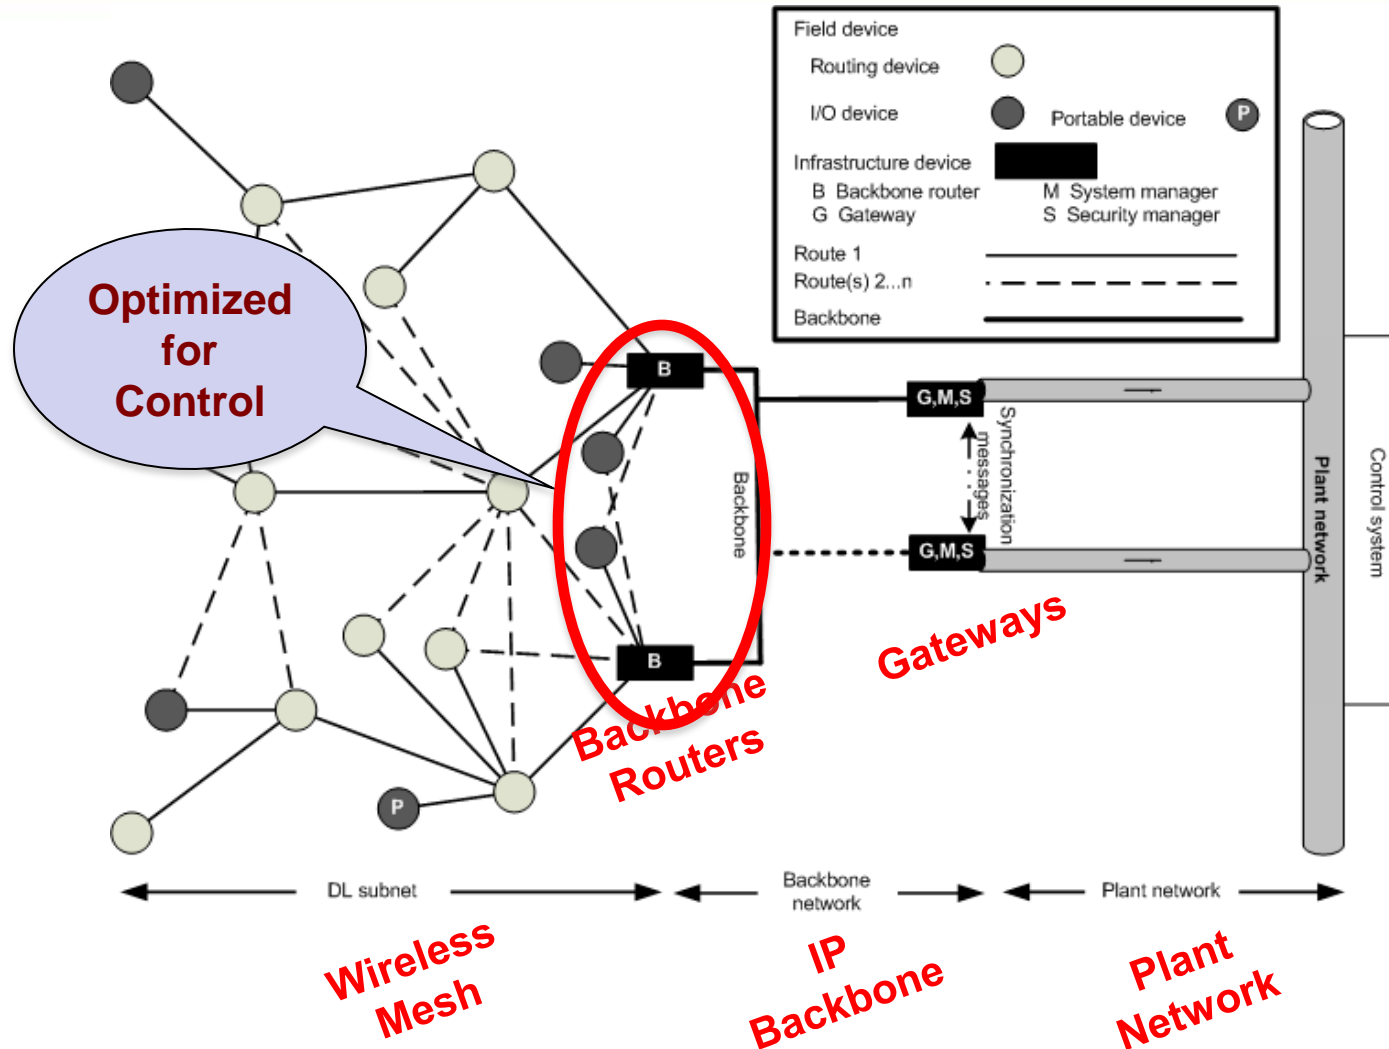 Field device
Routing device
I/O device
Portable device
P
Infrastructure device
B Backbone router
M System manager
G Gateway
S Security manager
Route 1
Route(s) 2...n
Backbone
Optimized
for
Control
B
G,M,S
Synchronization
messages
Backbone
Plant network
Control system
G,M,S
B
Gateways
Backbone
Routers
P
DL subnet
Backbone
network
Plant network
Wireless
Mesh
IP
Backbone
Plant
Network